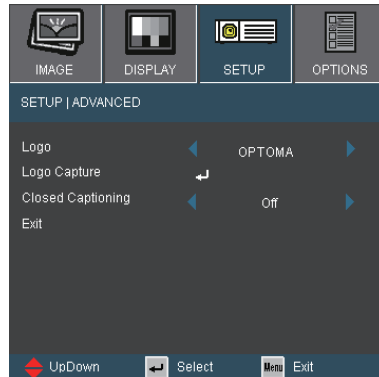 IMAGE DISPLAY SETUP OPTIONS
SETUP | ADVANCED
Logo OPTOMA
Logo Capture
Closed Captioning Off
Exit
UpDown Select Menu Exit